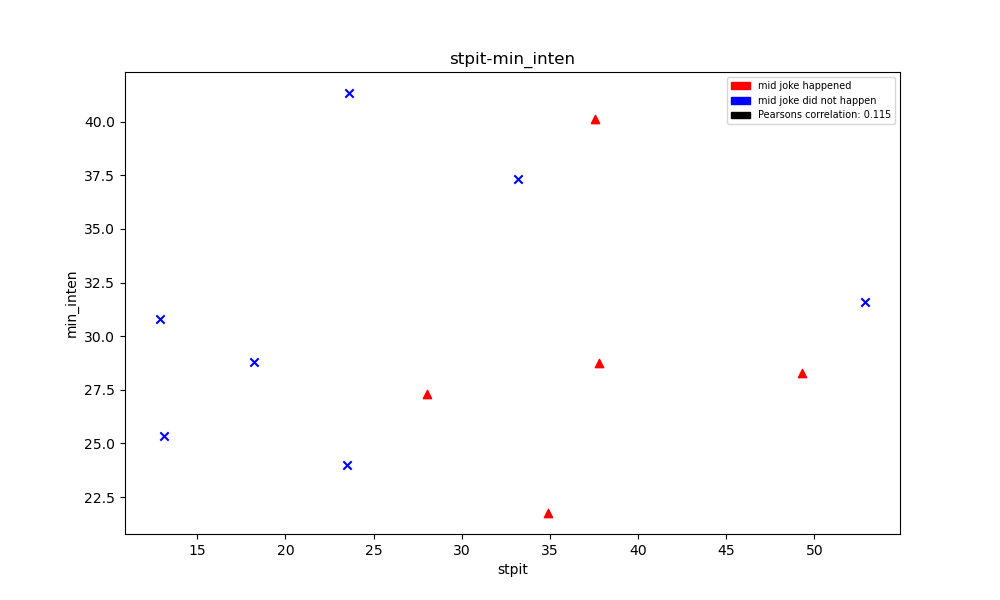 stpit-min_inten
mid joke happened
mid joke did not happen
Pearsons correlation: 0.115
min_inten
40.0
37.5
35.0
32.5
30.0
27.5
25.0
22.5
15
20
25
30
35
40
45
50
stpit